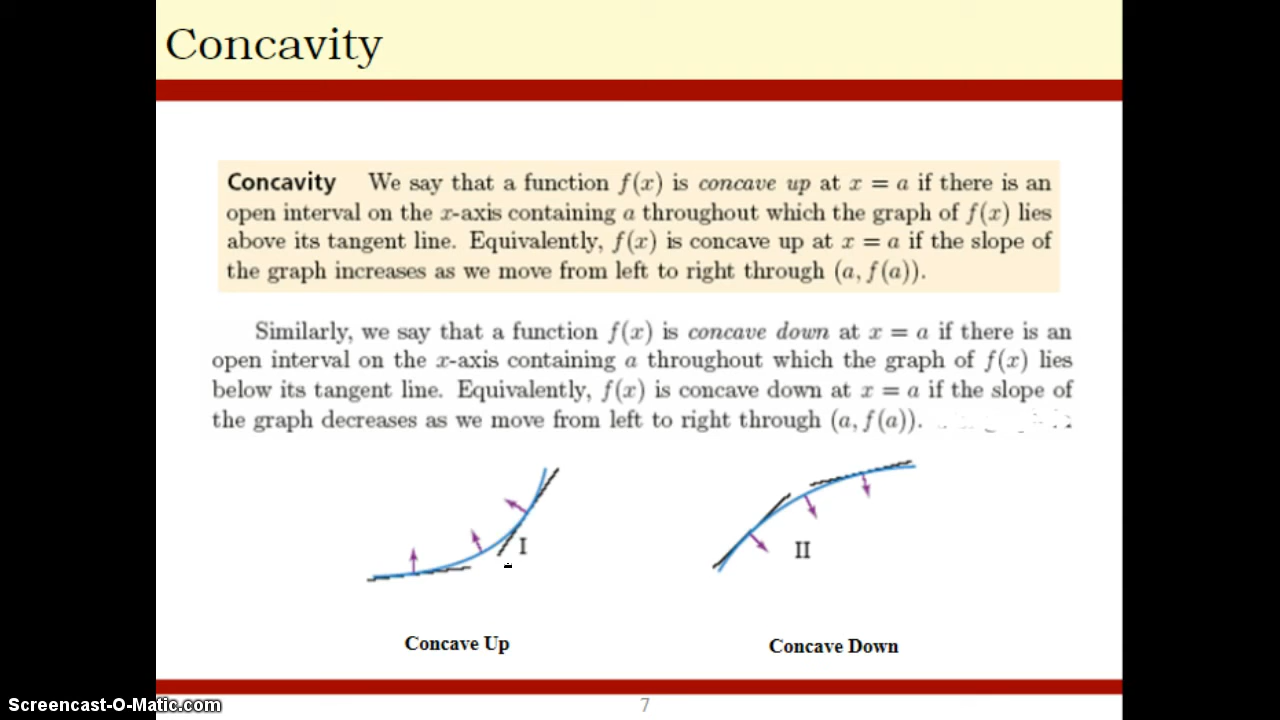 Concavity
Concavity We say that a function f(x) is concave up at x = a if there is an
open interval on the x-axis containing a throughout which the graph of f(x) lies
above its tangent line. Equivalently, f(x) is concave up at x = a if the slope of
the graph increases as we move from left to right through (a, f(a)).
Similarly, we say that a function f(x) is concave down at x = a if there is an
open interval on the x-axis containing a throughout which the graph of f(x) lies
below its tangent line. Equivalently, f(x) is concave down at x = a if the slope of
the graph decreases as we move from left to right through (a, f(a)).
I
II
Concave Up
Concave Down
Screencast-O-Matic.com
7